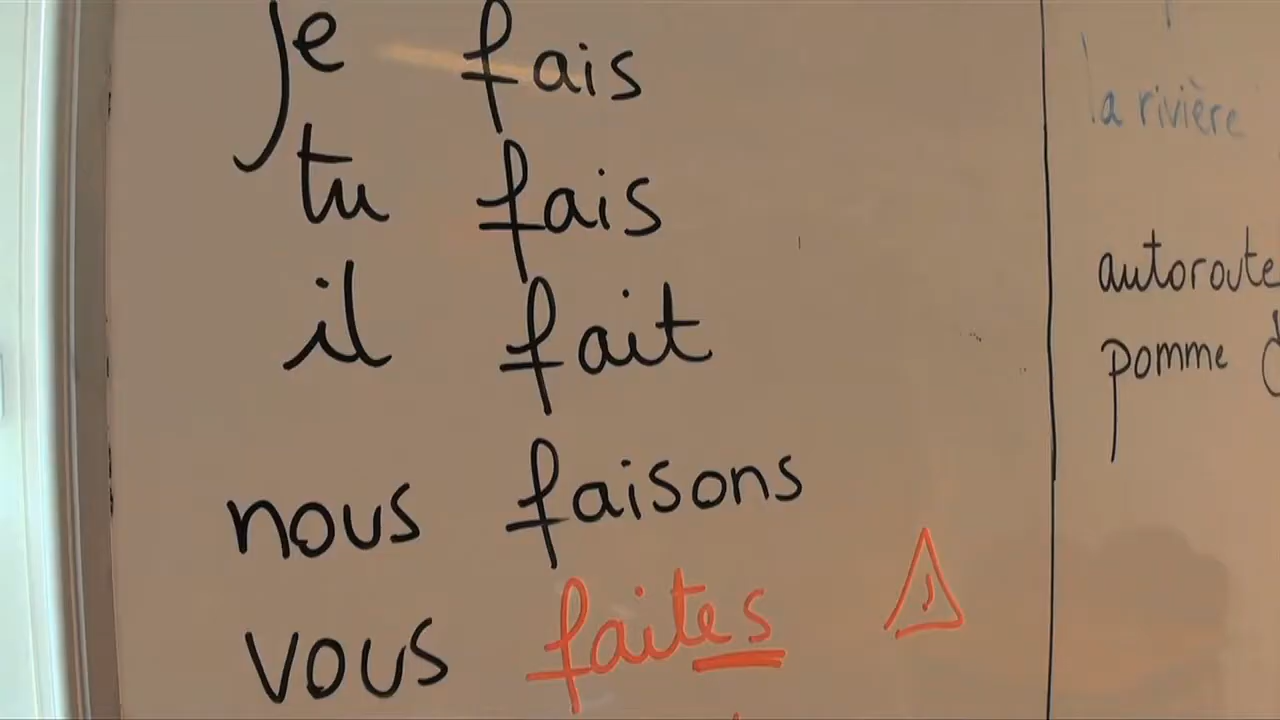 je fais
tu fais
il fait
nous faisons
vous faites
la rivière
autoroute
pomme